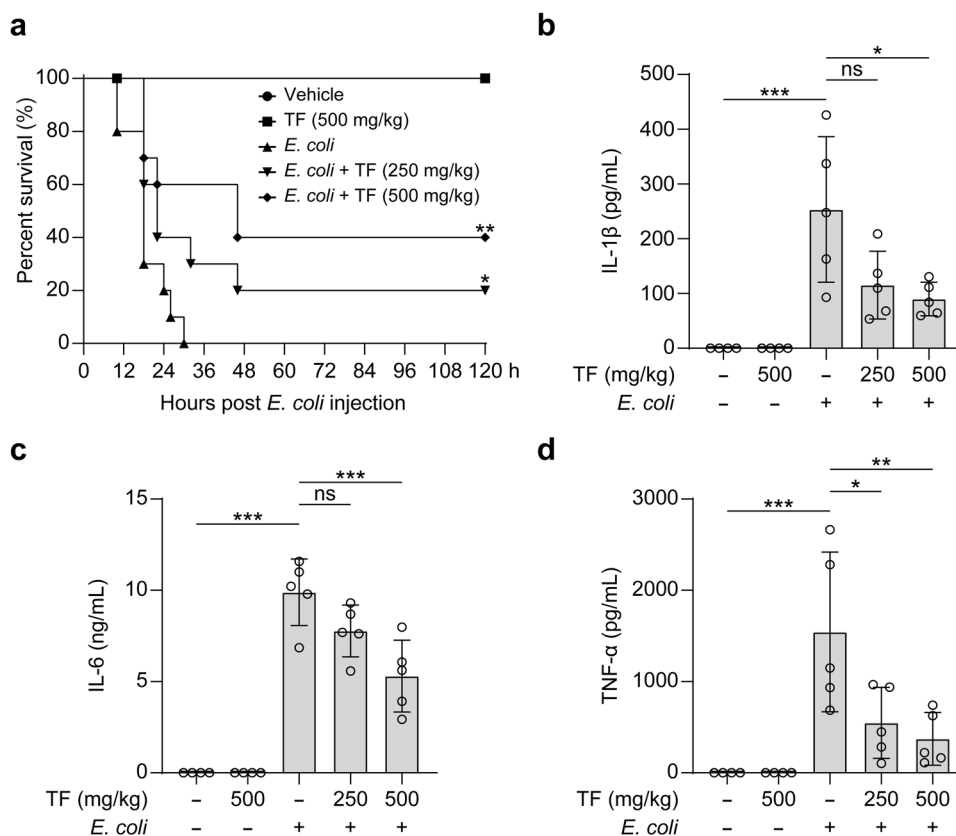 a
Percent survival (%)
100
80
60
40
20
0
0 12 24 36 48 60 72 84 96 108 120 h
Hours post E. coli injection
Vehicle
TF (500 mg/kg)
E. coli
E. coli + TF (250 mg/kg)
E. coli + TF (500 mg/kg)
**
*
b
IL-1β (pg/mL)
500
400
300
200
100
0
***
ns
*
TF (mg/kg) – 500 – 250 500
E. coli – – + + +
c
IL-6 (ng/mL)
15
10
5
0
***
ns
***
TF (mg/kg) – 500 – 250 500
E. coli – – + + +
d
TNF-α (pg/mL)
3000
2000
1000
0
***
*
**
TF (mg/kg) – 500 – 250 500
E. coli – – + + +